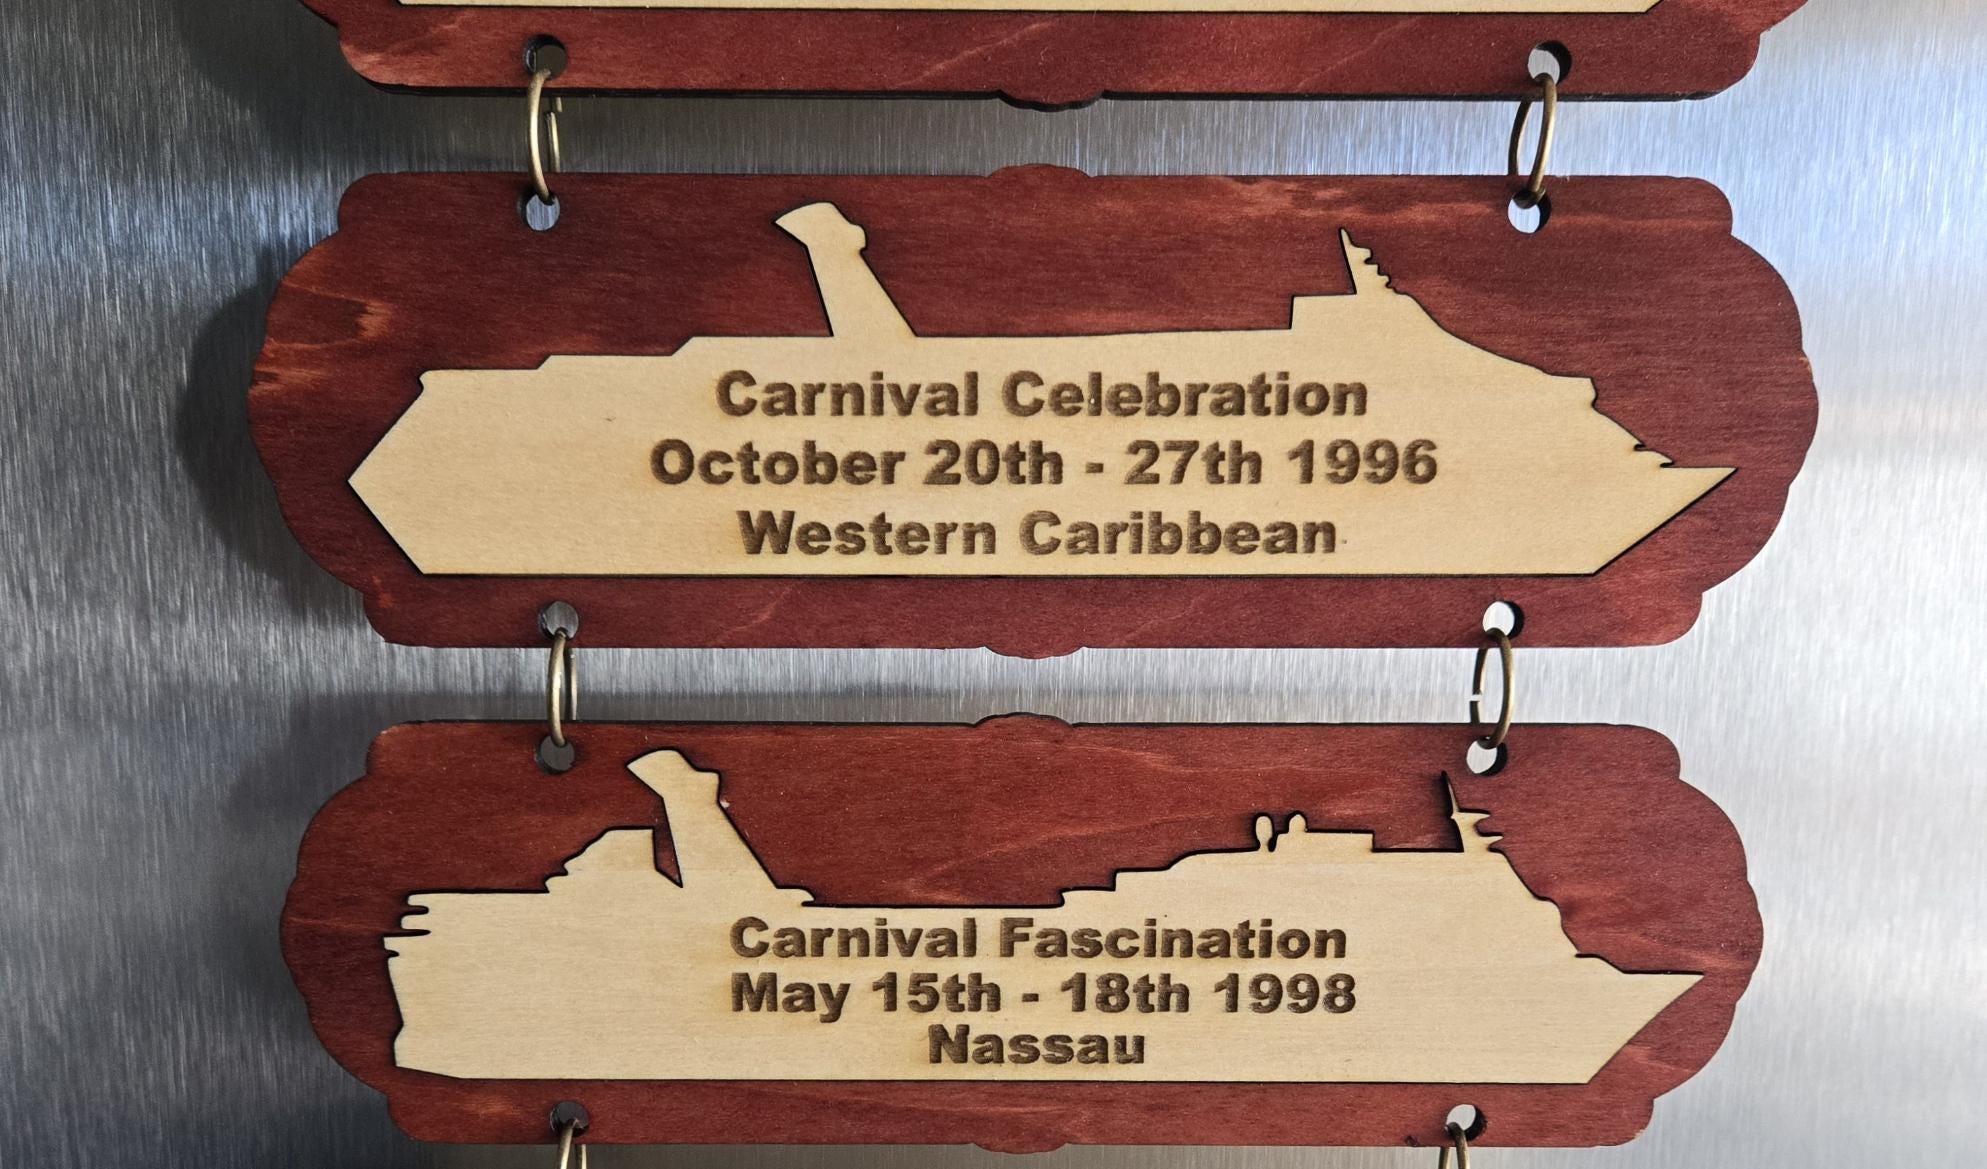 Carnival Celebration
October 20th - 27th 1996
Western Caribbean
Carnival Fascination
May 15th - 18th 1998
Nassau